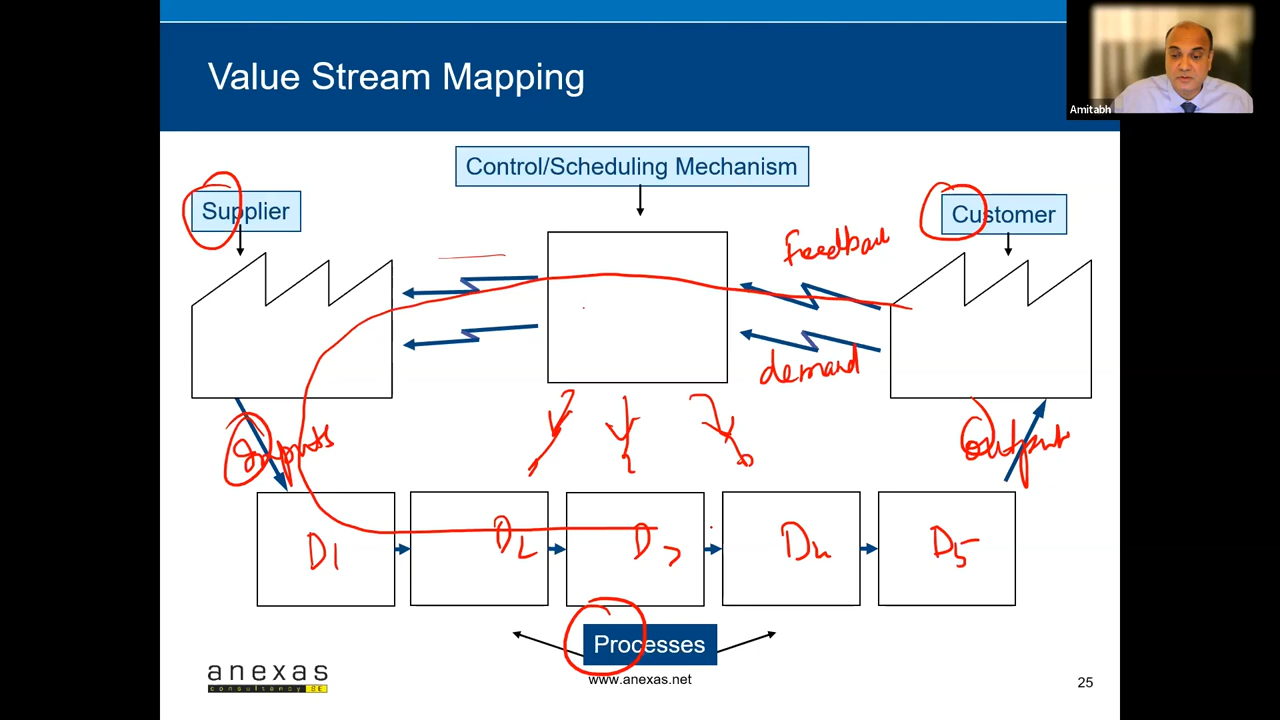 Value Stream Mapping
Amitabh
Control/Scheduling Mechanism
Supplier
Customer
Feedback
demand
Inputs
Output
D1
D2
D3
D4
D5
Processes
anexas
consultancy
www.anexas.net
25